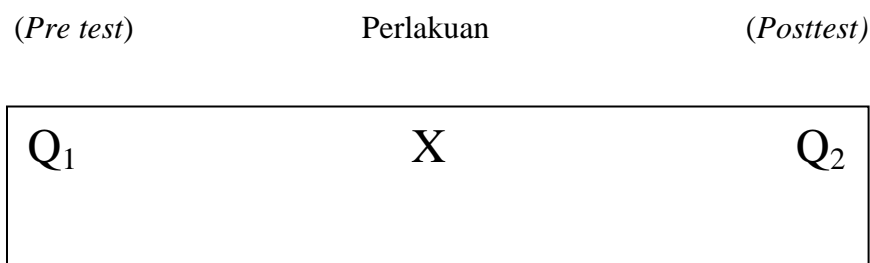 (Pre test) Perlakuan (Posttest)
Q₁ X Q₂